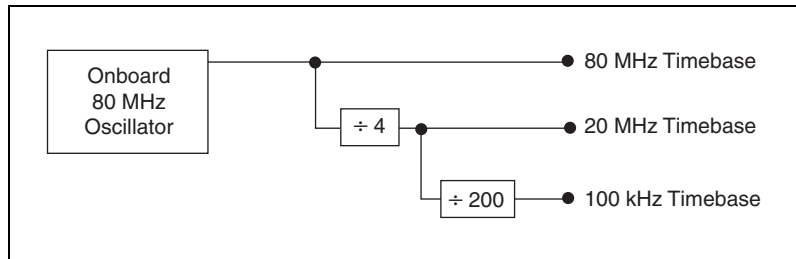 Onboard
80 MHz
Oscillator
80 MHz Timebase
÷ 4
20 MHz Timebase
÷ 200
100 kHz Timebase